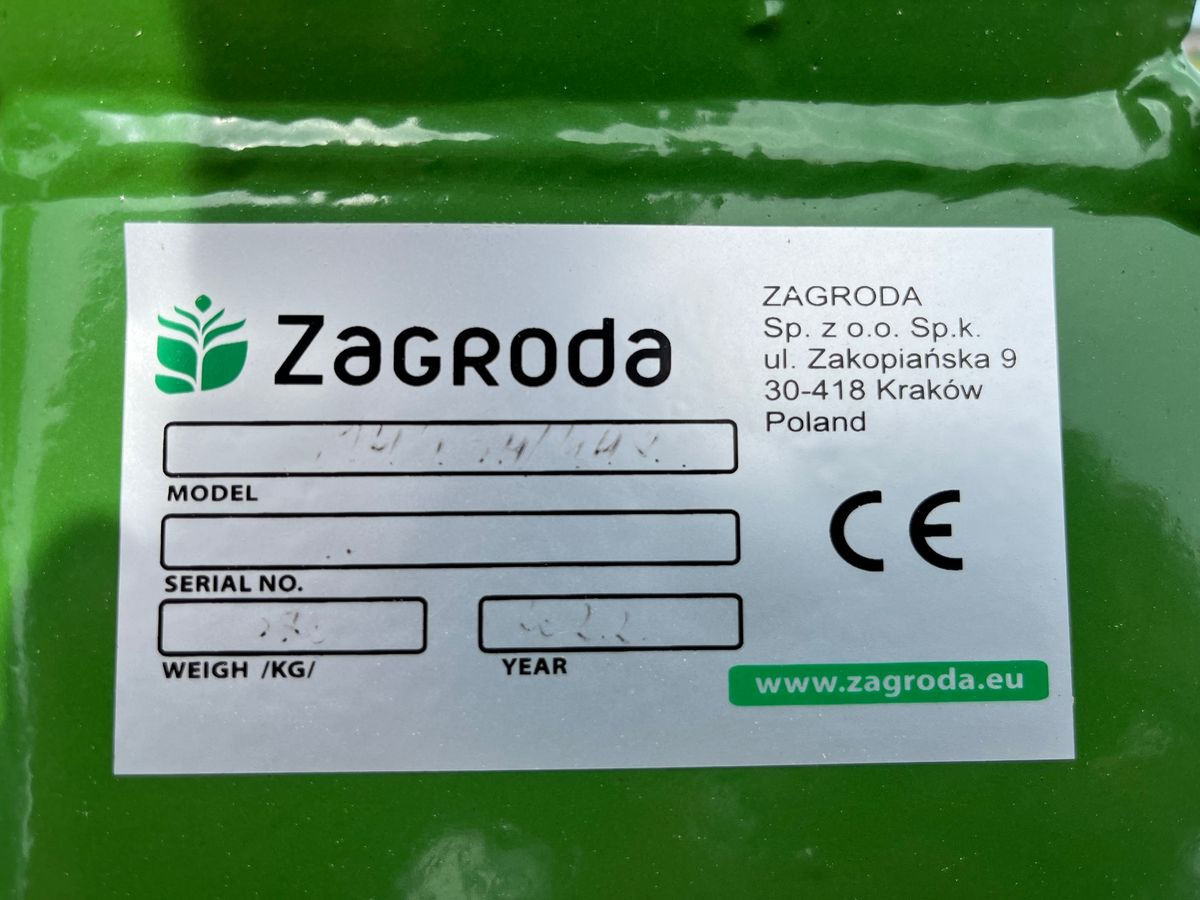 ZAGRODA
ZAGRODA
Sp. z o.o. Sp.k.
ul. Zakopiańska 9
30-418 Kraków
Poland
MODEL
SERIAL NO.
WEIGH /KG/
YEAR
CE
www.zagroda.eu